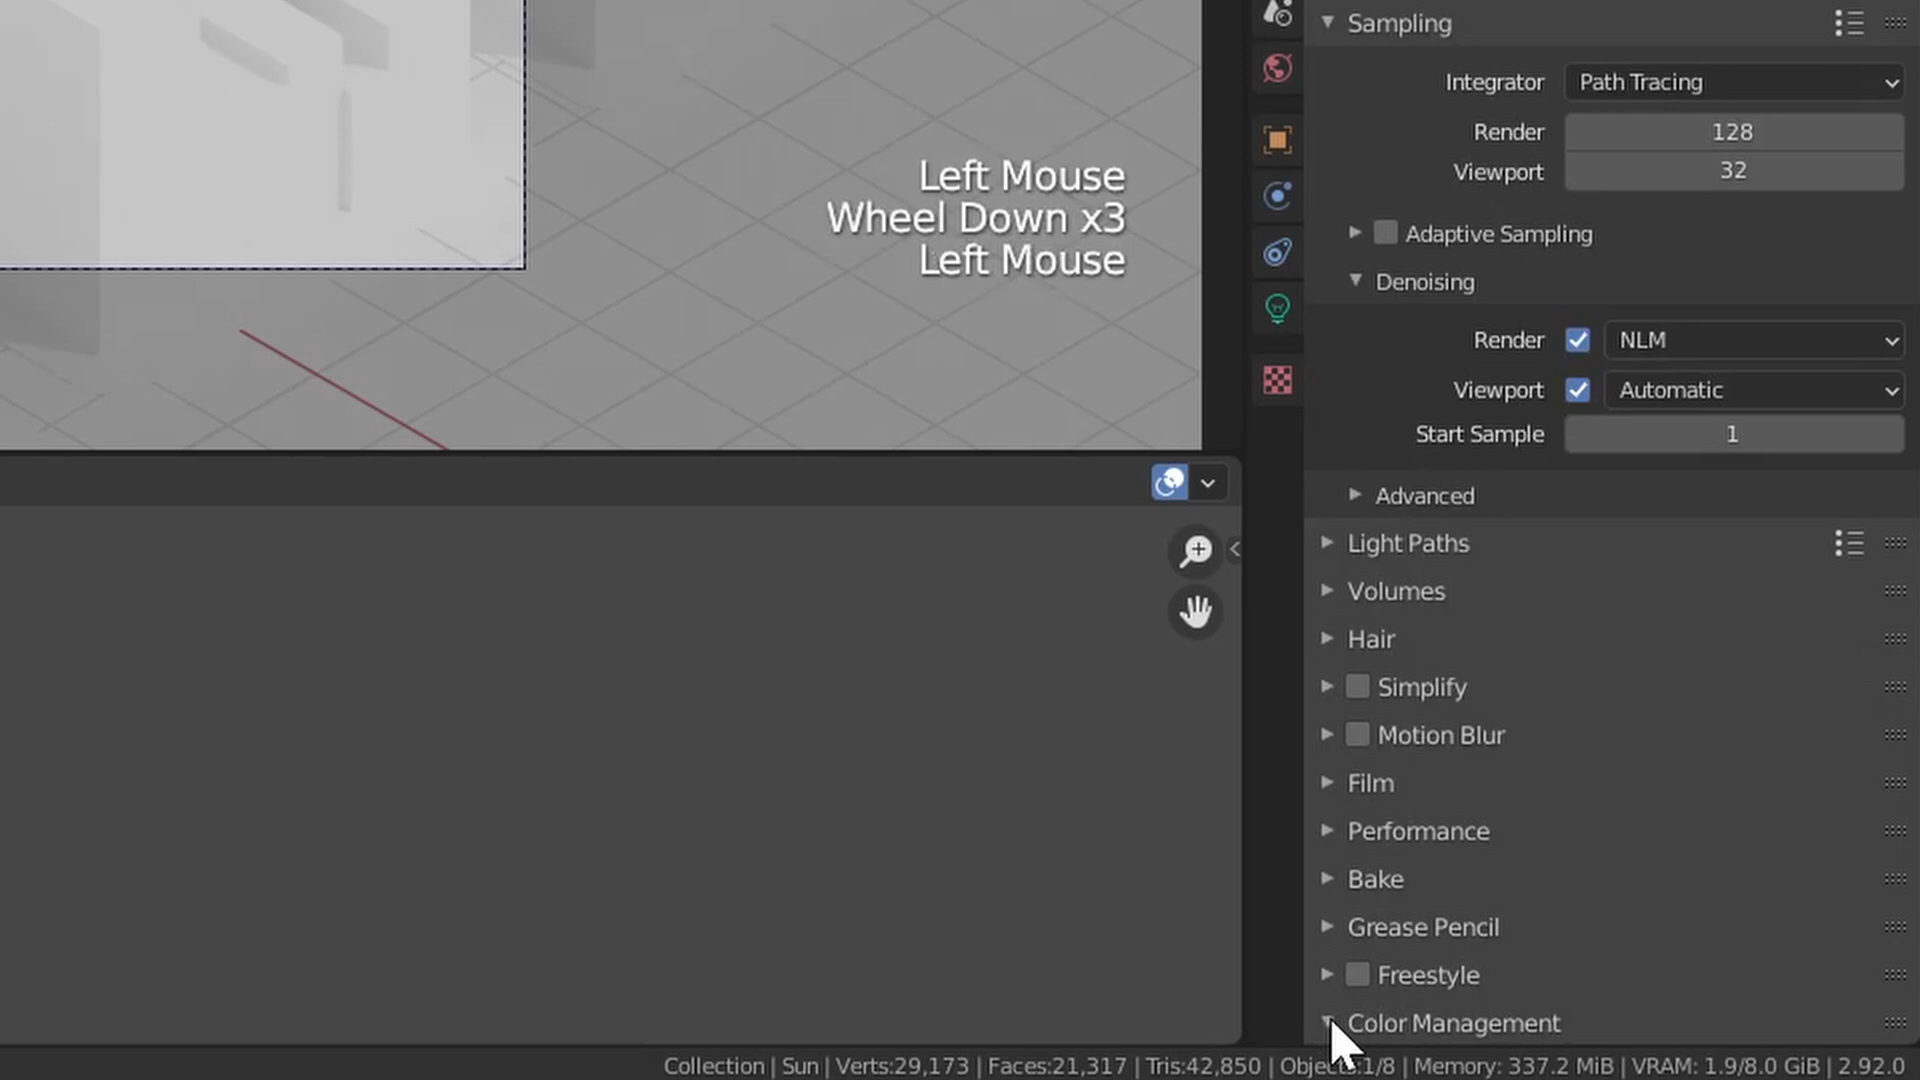 Left Mouse
Wheel Down x3
Left Mouse
Sampling
Integrator Path Tracing
Render 128
Viewport 32
Adaptive Sampling
Denoising
Render NLM
Viewport Automatic
Start Sample 1
Advanced
Light Paths
Volumes
Hair
Simplify
Motion Blur
Film
Performance
Bake
Grease Pencil
Freestyle
Color Management
Collection | Sun | Verts:29,173 | Faces:21,317 | Tris:42,850 | Objects:1/8 | Memory: 337.2 MiB | VRAM: 1.9/8.0 GiB | 2.92.0